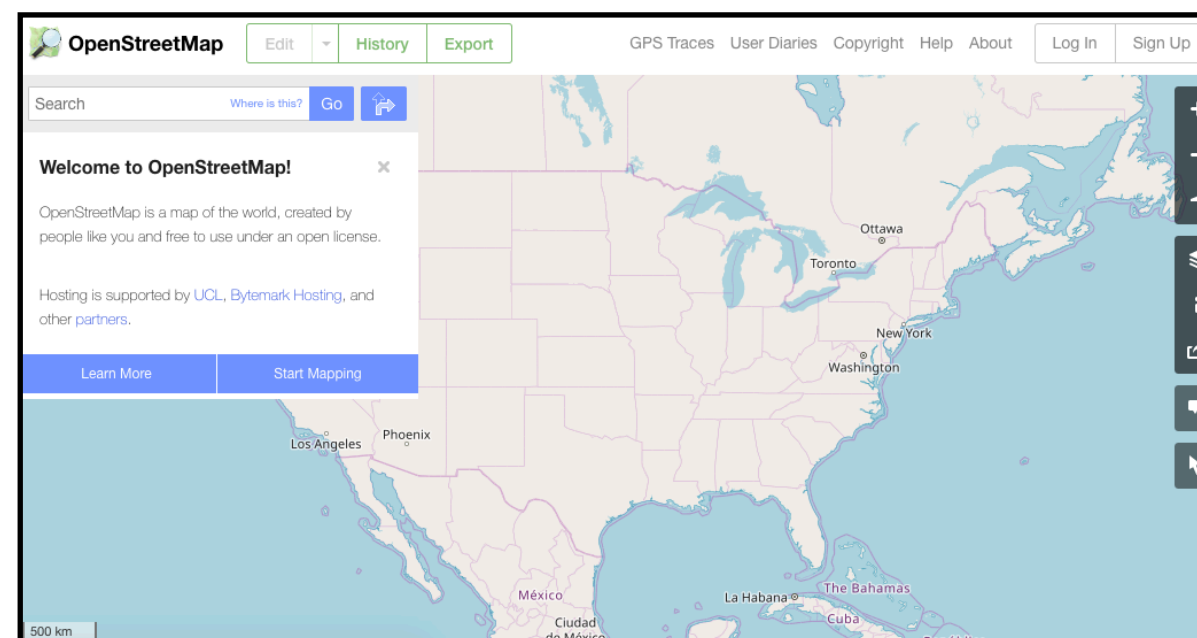 OpenStreetMap Edit History Export GPS Traces User Diaries Copyright Help About Log In Sign Up
Search Where is this? Go
Welcome to OpenStreetMap! ×
OpenStreetMap is a map of the world, created by
people like you and free to use under an open license.
Hosting is supported by UCL, Bytemark Hosting, and
other partners.
Learn More Start Mapping
Ottawa
Toronto
New York
Washington
Los Angeles
Phoenix
México
La Habana
The Bahamas
Cuba
Ciudad
de México
500 km